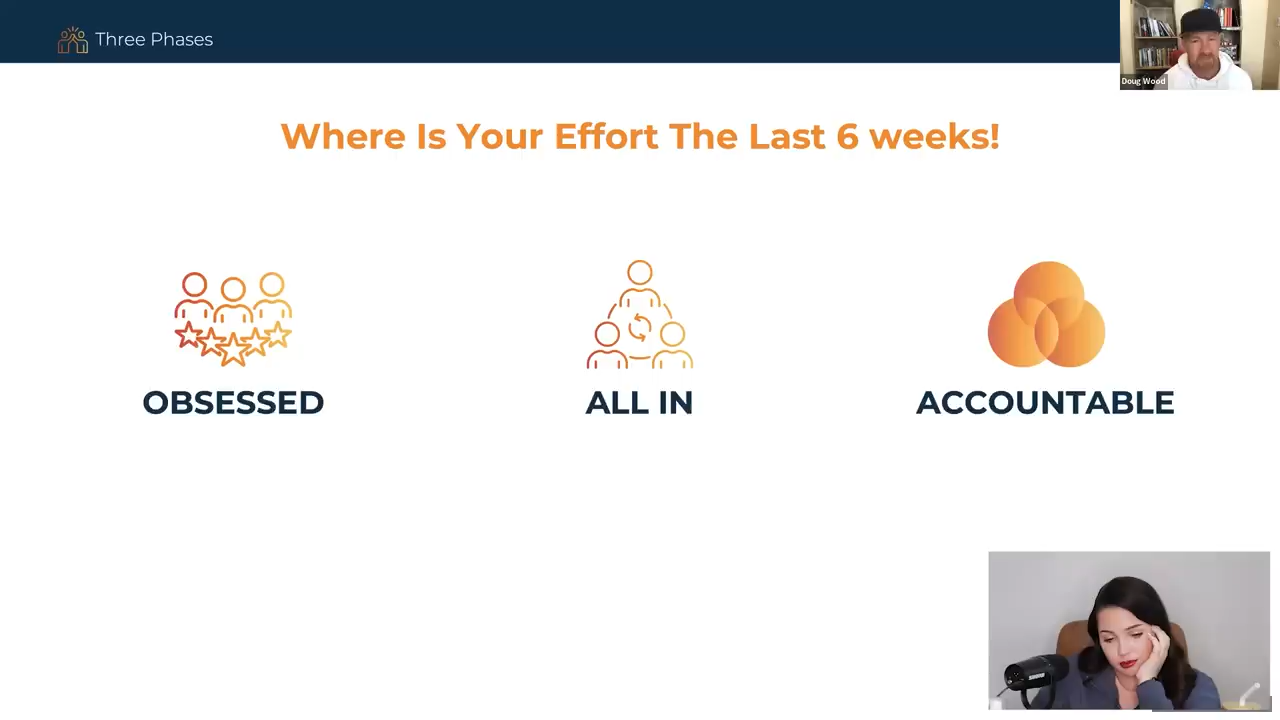 Three Phases
Doug Wood
Where Is Your Effort The Last 6 weeks!
OBSESSED
ALL IN
ACCOUNTABLE